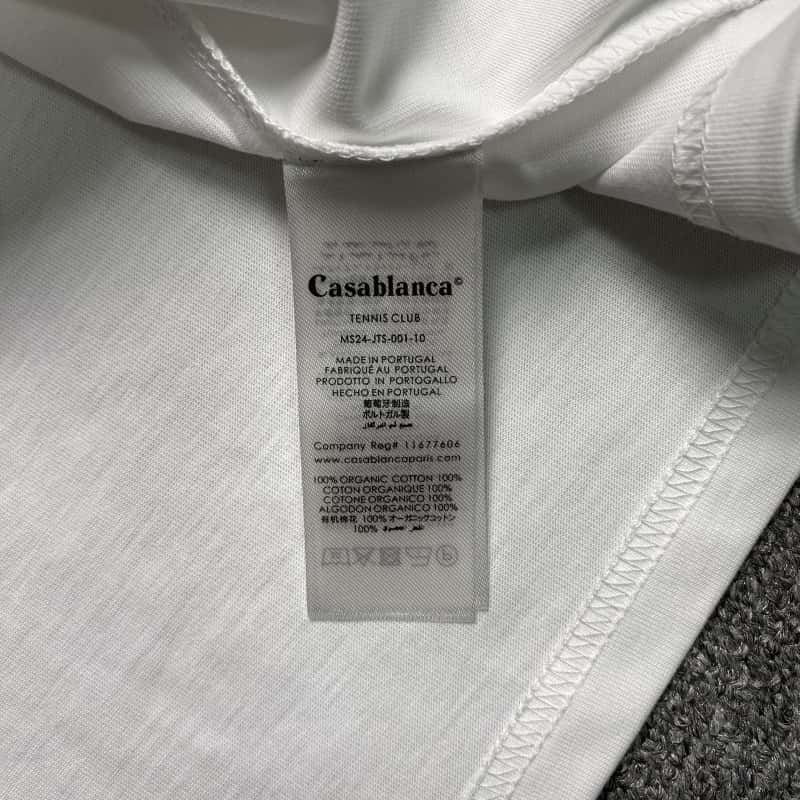 Casablanca©
TENNIS CLUB
MS24-JTS-001-10
MADE IN PORTUGAL
FABRIQUÉ AU PORTUGAL
PRODOTTO IN PORTOGALLO
HECHO EN PORTUGAL
葡萄牙制造
ポルトガル製
صنع في البرتغال
Company Reg# 11677606
www.casablancaparis.com
100% ORGANIC COTTON 100%
COTON ORGANIQUE 100%
COTONE ORGANICO 100%
ALGODON ORGANICO 100%
有机棉花 100% オーガニックコットン
100%